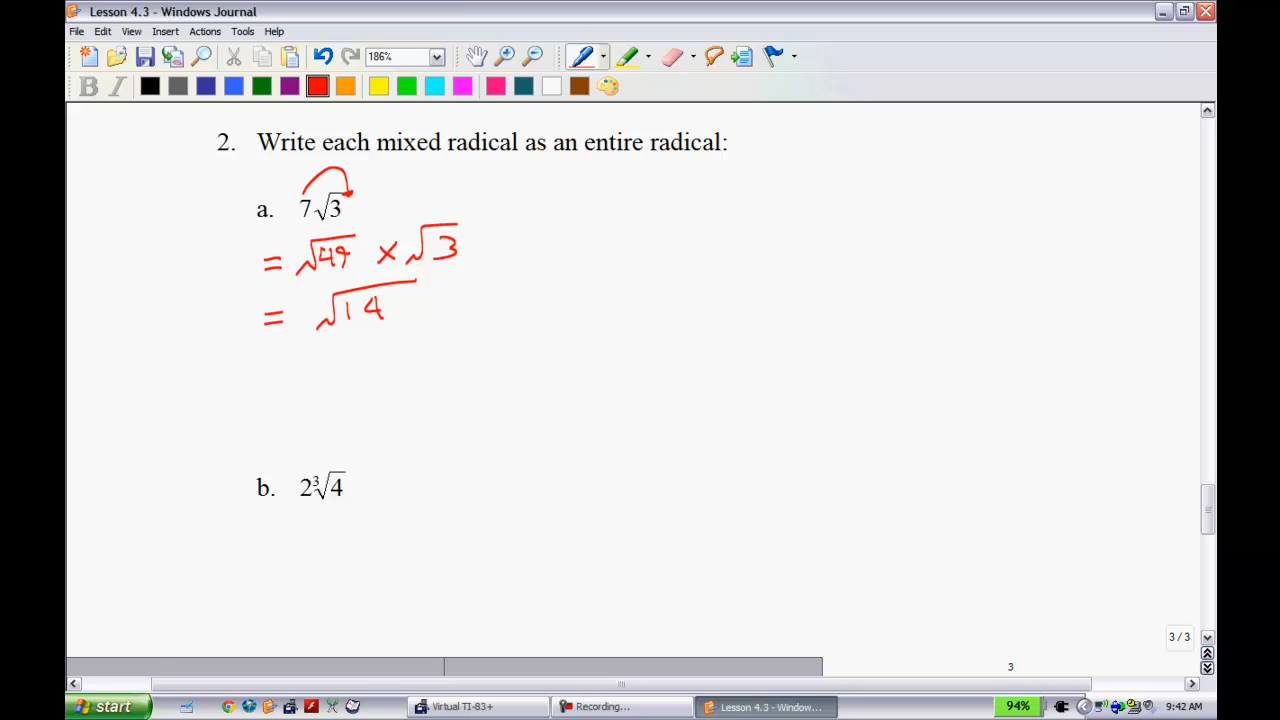 Lesson 4.3 - Windows Journal
File Edit View Insert Actions Tools Help
186%
B I
2. Write each mixed radical as an entire radical:
a. 7√3
= √49 × √3
= √14
b. 2∛4
3 / 3
3
start Virtual TI-83+ Recording... Lesson 4.3 - Window... 94% 9:42 AM